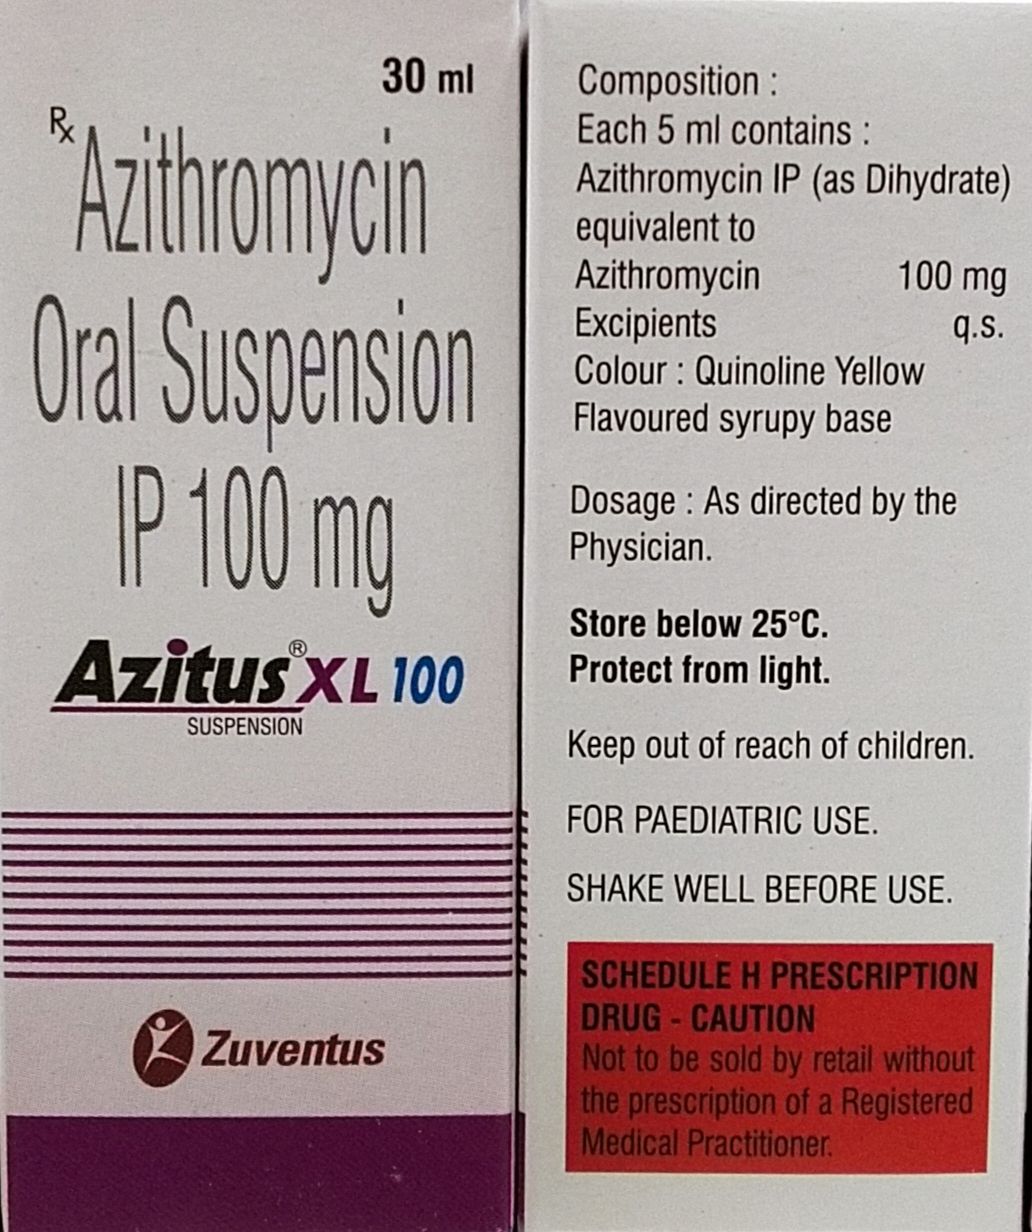 30 ml
Rx Azithromycin
Oral Suspension
IP 100 mg
Azitus® XL 100
SUSPENSION
Zuventus
Composition :
Each 5 ml contains :
Azithromycin IP (as Dihydrate)
equivalent to
Azithromycin 100 mg
Excipients q.s.
Colour : Quinoline Yellow
Flavoured syrupy base
Dosage : As directed by the
Physician.
Store below 25°C.
Protect from light.
Keep out of reach of children.
FOR PAEDIATRIC USE.
SHAKE WELL BEFORE USE.
SCHEDULE H PRESCRIPTION
DRUG - CAUTION
Not to be sold by retail without
the prescription of a Registered
Medical Practitioner.